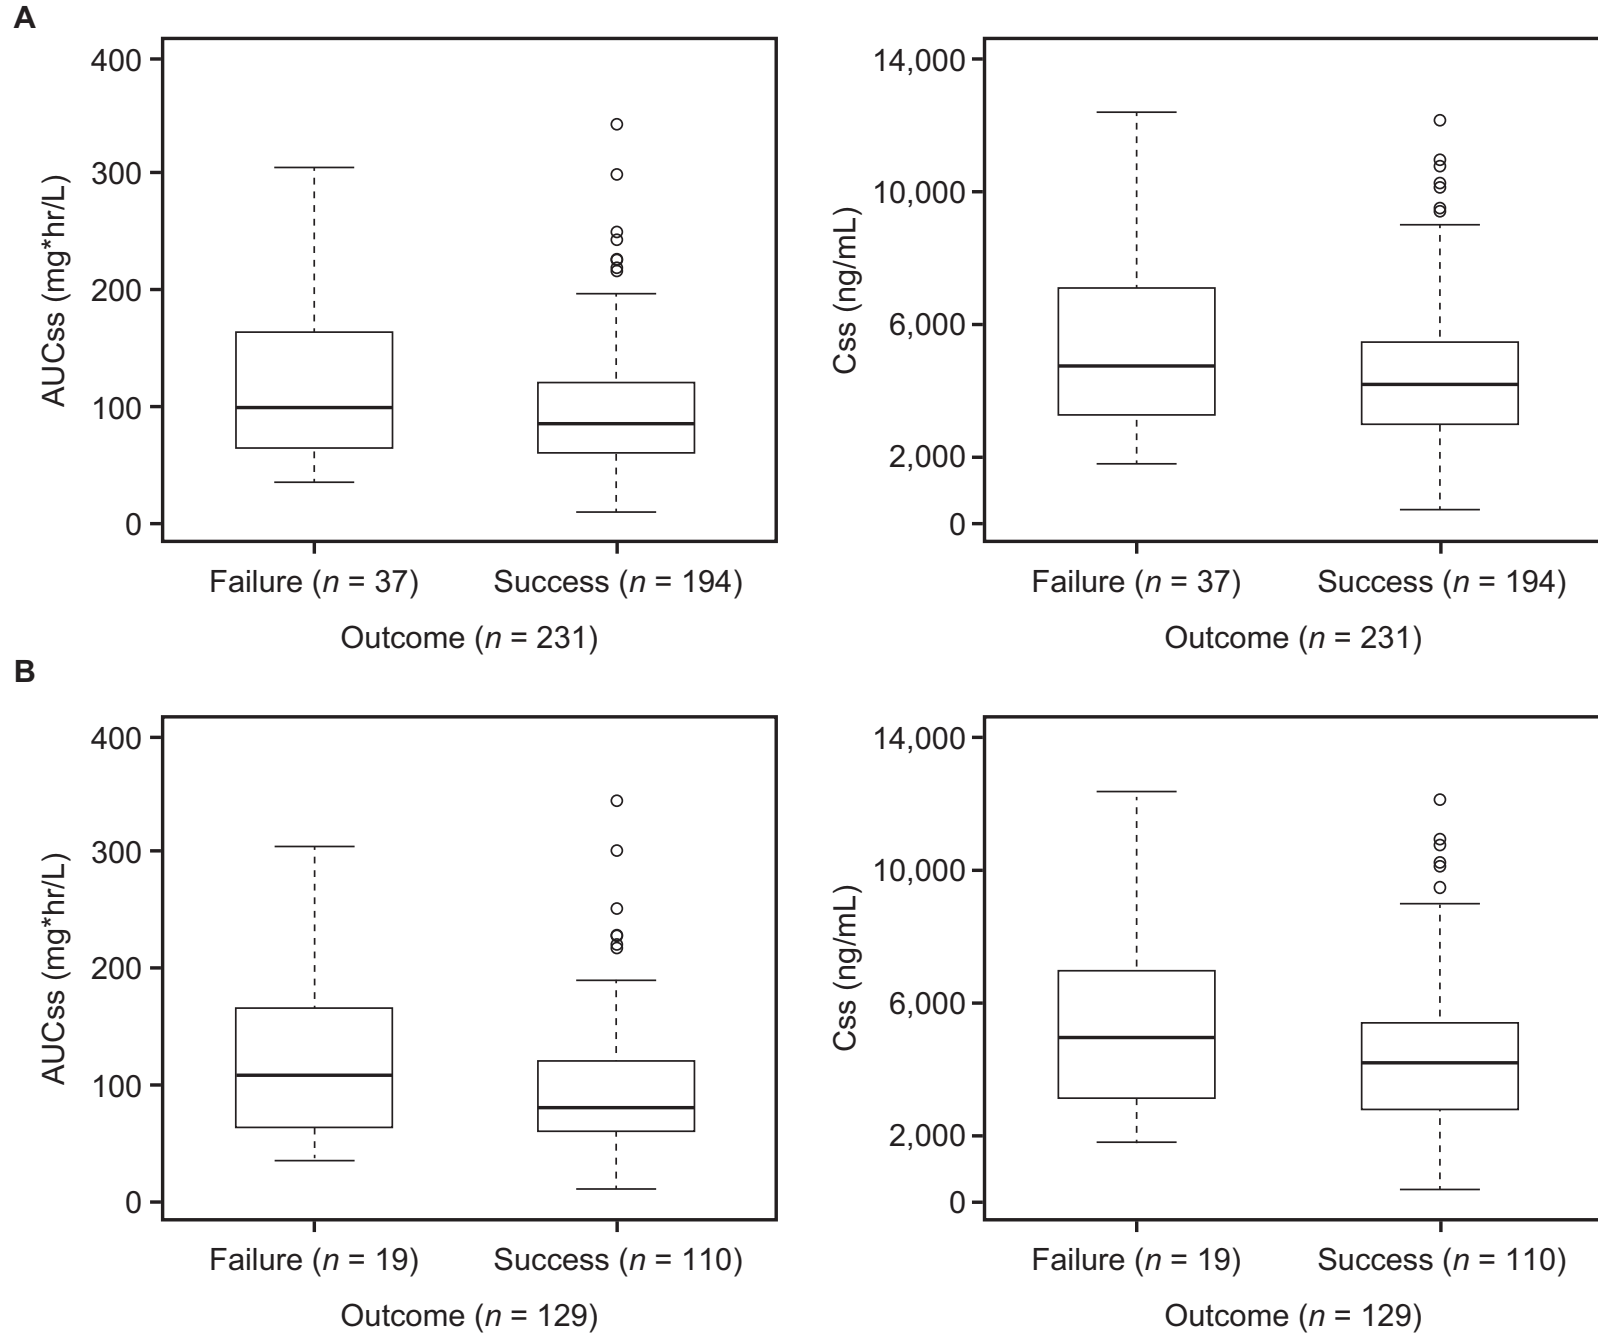 A
400
300
200
100
0
AUCss (mg*hr/L)
Failure (n = 37) Success (n = 194)
Outcome (n = 231)
14,000
10,000
6,000
2,000
0
Css (ng/mL)
Failure (n = 37) Success (n = 194)
Outcome (n = 231)
B
400
300
200
100
0
AUCss (mg*hr/L)
Failure (n = 19) Success (n = 110)
Outcome (n = 129)
14,000
10,000
6,000
2,000
0
Css (ng/mL)
Failure (n = 19) Success (n = 110)
Outcome (n = 129)